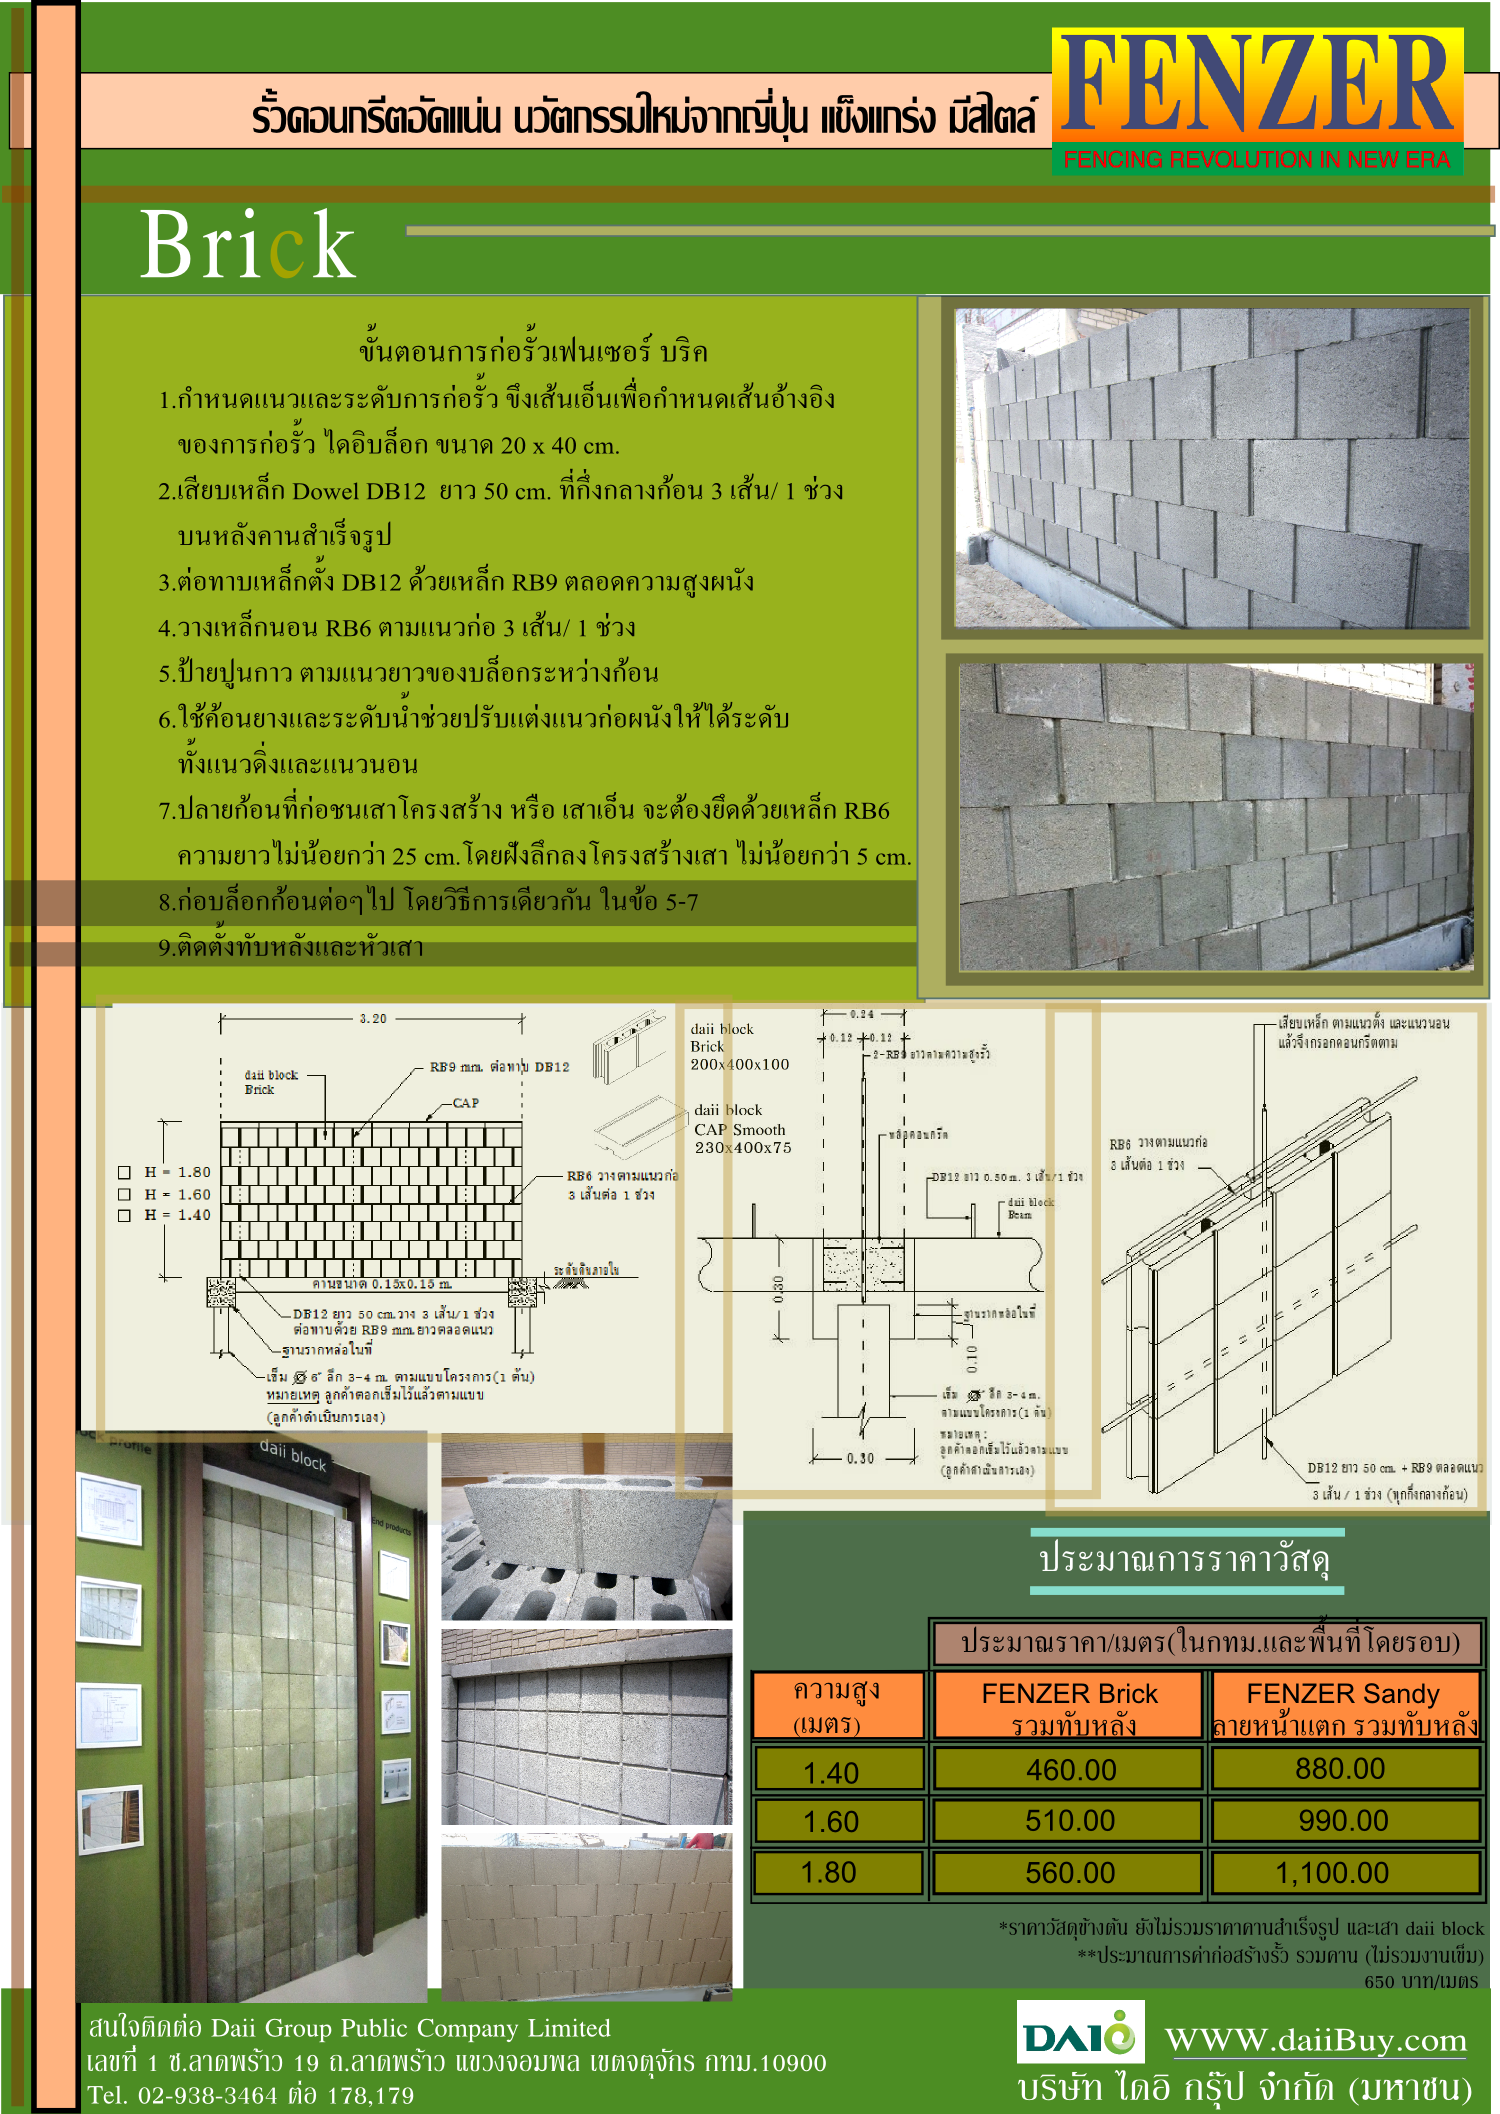 รั้วคอนกรีตอัดแน่น นวัตกรรมใหม่จากญี่ปุ่น แข็งแกร่ง มีสไตล์
FENZER
FENCING REVOLUTION IN NEW ERA
Brick
ขั้นตอนการก่อรั้วเฟนเซอร์ บริค
1.กำหนดแนวและระดับการก่อรั้ว ขึงเส้นเอ็นเพื่อกำหนดเส้นอ้างอิง
ของการก่อรั้ว ไดอิบล็อก ขนาด 20 x 40 cm.
2.เสียบเหล็ก Dowel DB12 ยาว 50 cm. ที่กึ่งกลางก้อน 3 เส้น/ 1 ช่วง
บนหลังคานสำเร็จรูป
3.ต่อทาบเหล็กตั้ง DB12 ด้วยเหล็ก RB9 ตลอดความสูงผนัง
4.วางเหล็กนอน RB6 ตามแนวก่อ 3 เส้น/ 1 ช่วง
5.ป้ายปูนกาว ตามแนวยาวของบล็อกระหว่างก้อน
6.ใช้ค้อนยางและระดับน้ำช่วยปรับแต่งแนวก่อผนังให้ได้ระดับ
ทั้งแนวดิ่งและแนวนอน
7.ปลายก้อนที่ก่อชนเสาโครงสร้าง หรือ เสาเอ็น จะต้องยึดด้วยเหล็ก RB6
ความยาวไม่น้อยกว่า 25 cm.โดยฝังลึกลงโครงสร้างเสา ไม่น้อยกว่า 5 cm.
8.ก่อบล็อกก้อนต่อๆไป โดยวิธีการเดียวกัน ในข้อ 5-7
9.ติดตั้งทับหลังและหัวเสา
3.20
daii block
Brick
RB9 mm. ต่อทาบ DB12
CAP
H = 1.80
H = 1.60
H = 1.40
RB6 วางตามแนวก่อ
3 เส้นต่อ 1 ช่วง
คานขนาด 0.15x0.15 m.
ระดับดินภายใน
DB12 ยาว 50 cm.วาง 3 เส้น/1 ช่วง
ต่อทาบด้วย RB9 mm.ยาวตลอดแนว
ฐานรากหล่อในที่
เข็ม 6" ลึก 3-4 m. ตามแบบโครงการ(1 ต้น)
หมายเหตุ ลูกค้าตอกเข็มไว้แล้วตามแบบ
(ลูกค้าดำเนินการเอง)
daii block
Brick
200x400x100
daii block
CAP Smooth
230x400x75
0.24
0.12
0.12
2-RB9 ยาวตามความสูงรั้ว
หล่อคอนกรีต
DB12 ยาว 0.50 m. 3 เส้น/1 ช่วง
daii block
Beam
0.30
ฐานรากหล่อในที่
0.10
เข็ม 6" ลึก 3-4 m.
ตามแบบโครงการ(1 ต้น)
หมายเหตุ :
ลูกค้าตอกเข็มไว้แล้วตามแบบ
(ลูกค้าดำเนินการเอง)
0.30
เสียบเหล็ก ตามแนวตั้ง และแนวนอน
แล้วจึงกรอกคอนกรีตตาม
RB6 วางตามแนวก่อ
3 เส้นต่อ 1 ช่วง
DB12 ยาว 50 cm. + RB9 ตลอดแนว
3 เส้น / 1 ช่วง (ทุกกึ่งกลางก้อน)
profile
daii block
End products
ประมาณการราคาวัสดุ
ประมาณราคา/เมตร(ในกทม.และพื้นที่โดยรอบ)
ความสูง
(เมตร)
FENZER Brick
รวมทับหลัง
FENZER Sandy
ลายหน้าแตก รวมทับหลัง
1.40 460.00 880.00
1.60 510.00 990.00
1.80 560.00 1,100.00
*ราคาวัสดุข้างต้น ยังไม่รวมราคาคานสำเร็จรูป และเสา daii block
**ประมาณการค่าก่อสร้างรั้ว รวมคาน (ไม่รวมงานเข็ม)
650 บาท/เมตร
สนใจติดต่อ Daii Group Public Company Limited
เลขที่ 1 ซ.ลาดพร้าว 19 ถ.ลาดพร้าว แขวงจอมพล เขตจตุจักร กทม.10900
Tel. 02-938-3464 ต่อ 178,179
DAIi
WWW.daiiBuy.com
บริษัท ไดอิ กรุ๊ป จำกัด (มหาชน)